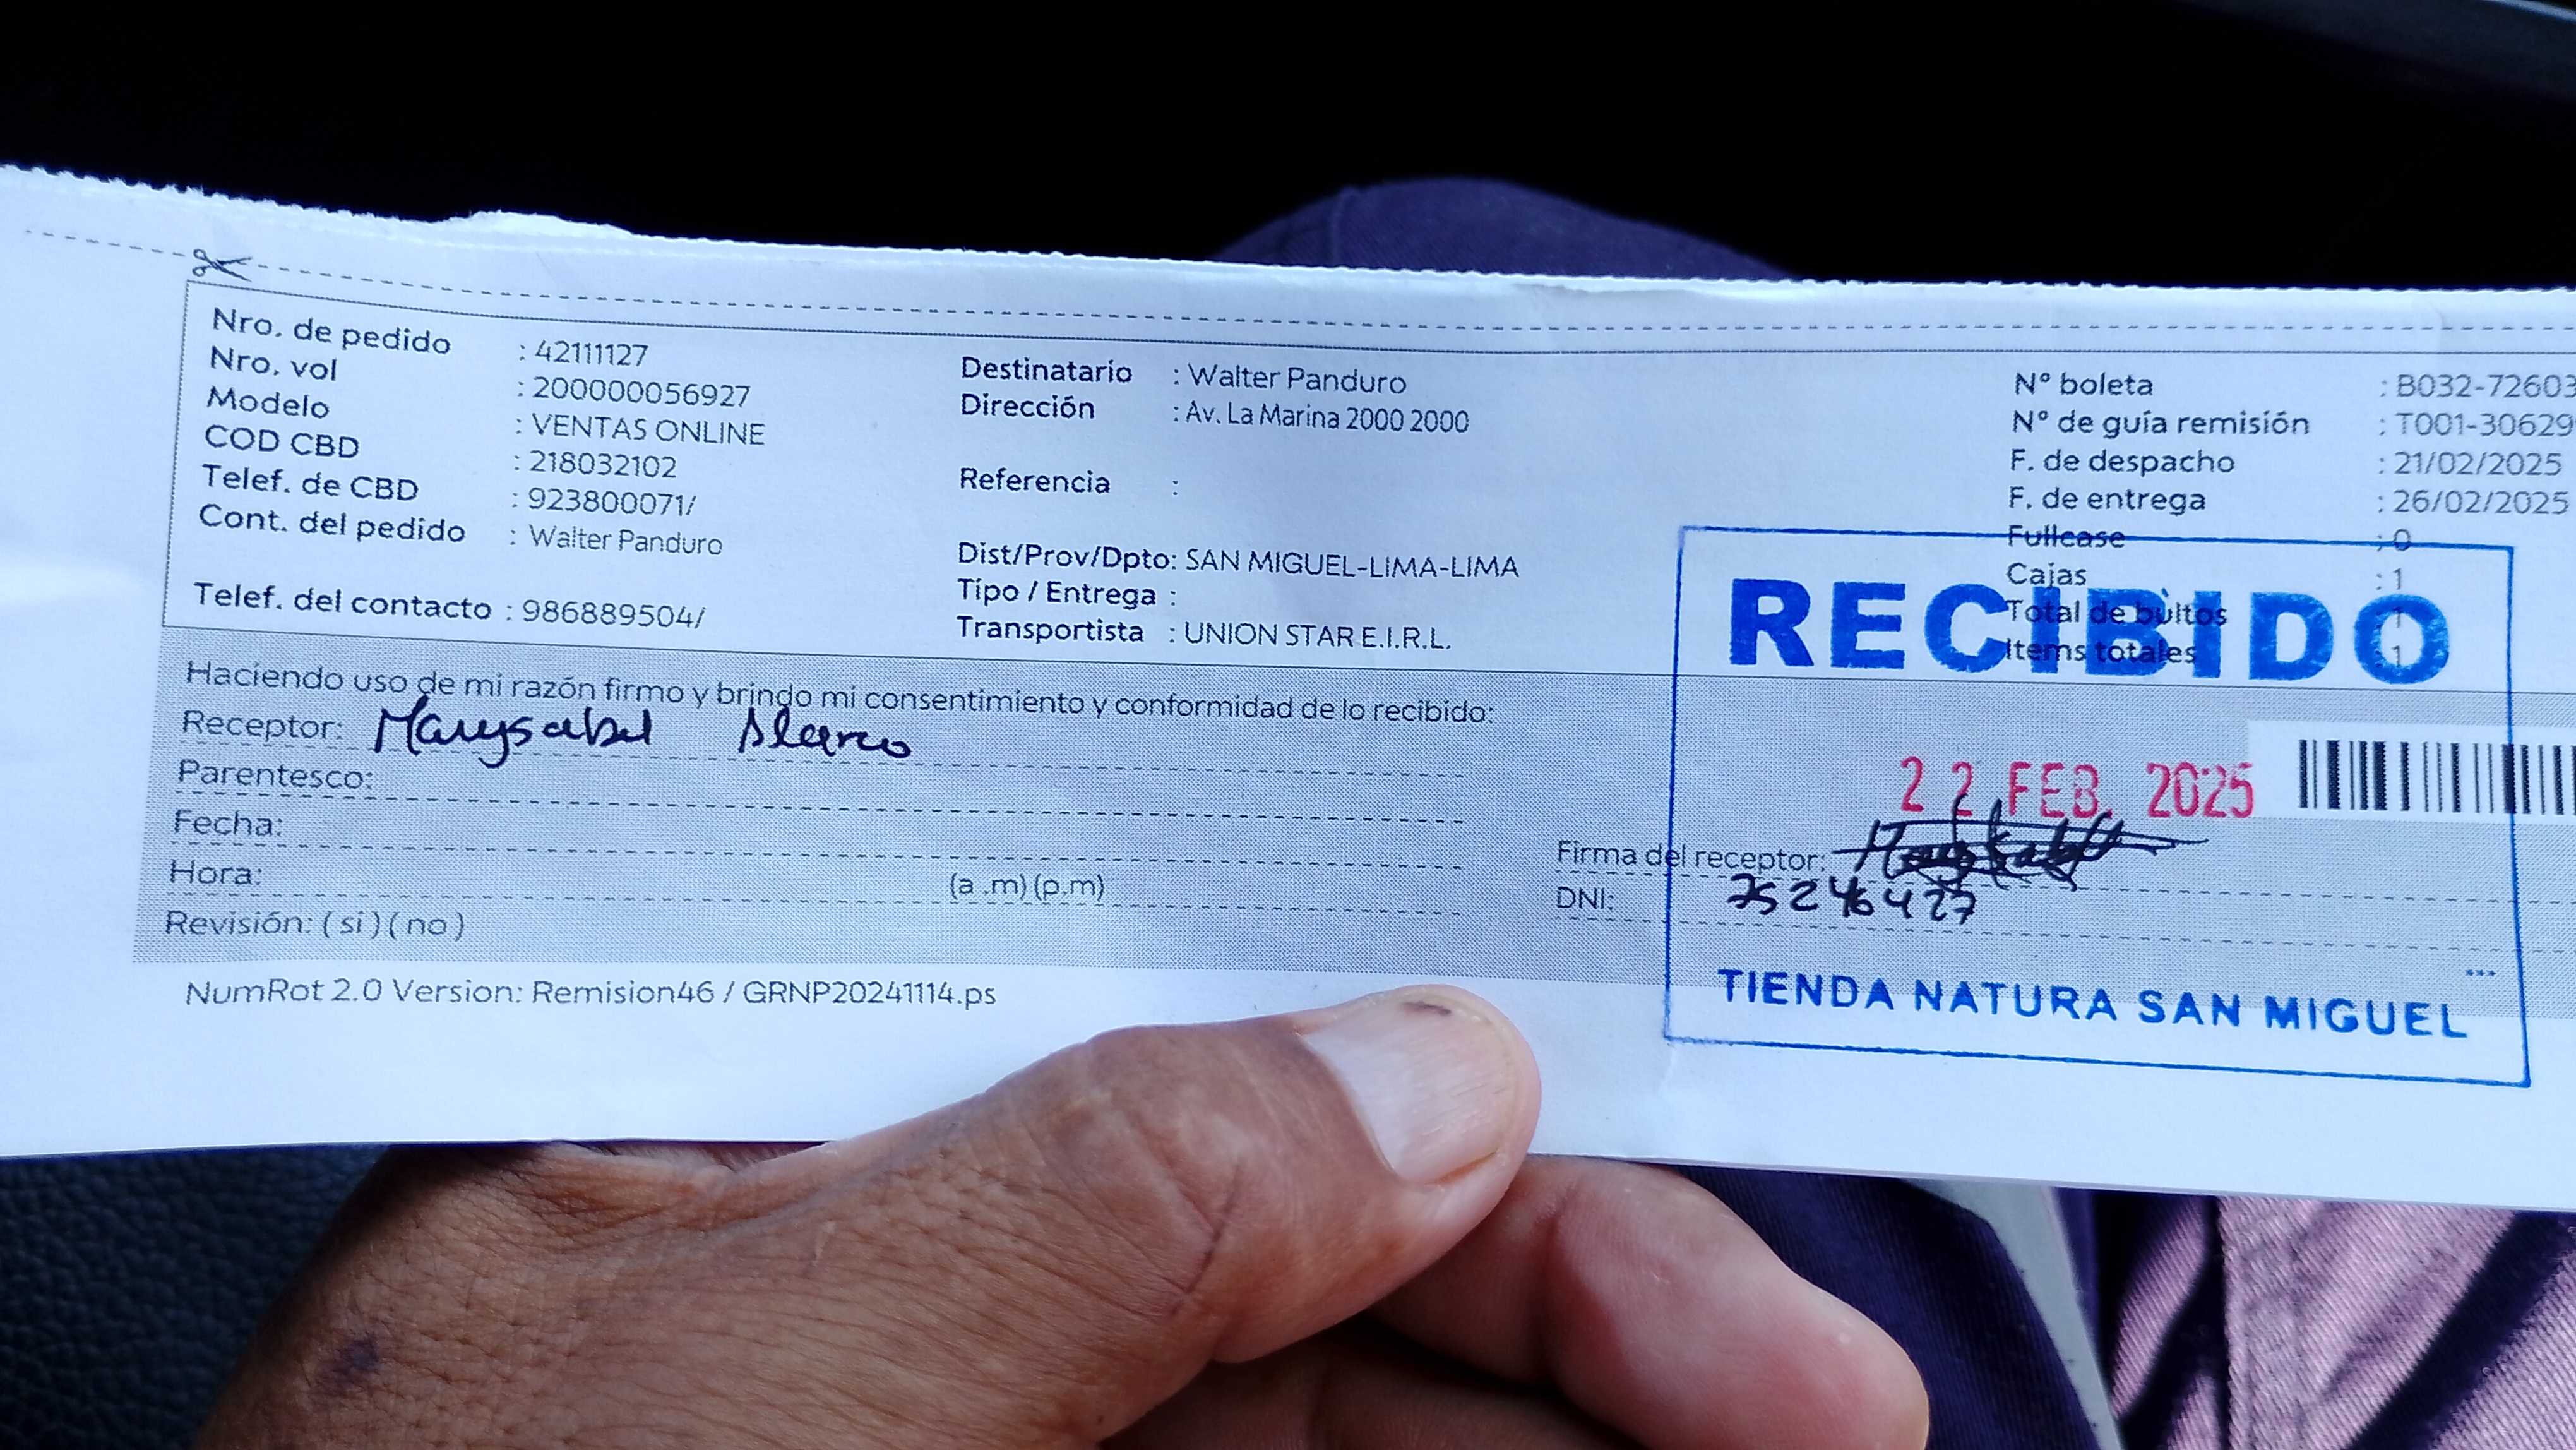 Nro. de pedido : 42111127
Nro. vol : 200000056927
Modelo : VENTAS ONLINE
COD CBD : 218032102
Telef. de CBD : 923800071/
Cont. del pedido : Walter Panduro
Telef. del contacto : 986889504/
Destinatario : Walter Panduro
Dirección : Av. La Marina 2000 2000
Referencia :
Dist/Prov/Dpto: SAN MIGUEL-LIMA-LIMA
Tipo / Entrega :
Transportista : UNION STAR E.I.R.L.
N° boleta : B032-72603
N° de guía remisión : T001-30629
F. de despacho : 21/02/2025
F. de entrega : 26/02/2025
Fullcase : 0
Cajas : 1
Total de bultos : 1
Items totales : 1
RECIBIDO
Haciendo uso de mi razón firmo y brindo mi consentimiento y conformidad de lo recibido:
Receptor: Marysabel
Parentesco:
Fecha:
Hora: (a .m) (p.m)
Revisión: ( si ) ( no )
22 FEB. 2025
Firma del receptor:
DNI: 75246427
TIENDA NATURA SAN MIGUEL
NumRot 2.0 Version: Remision46 / GRNP20241114.ps